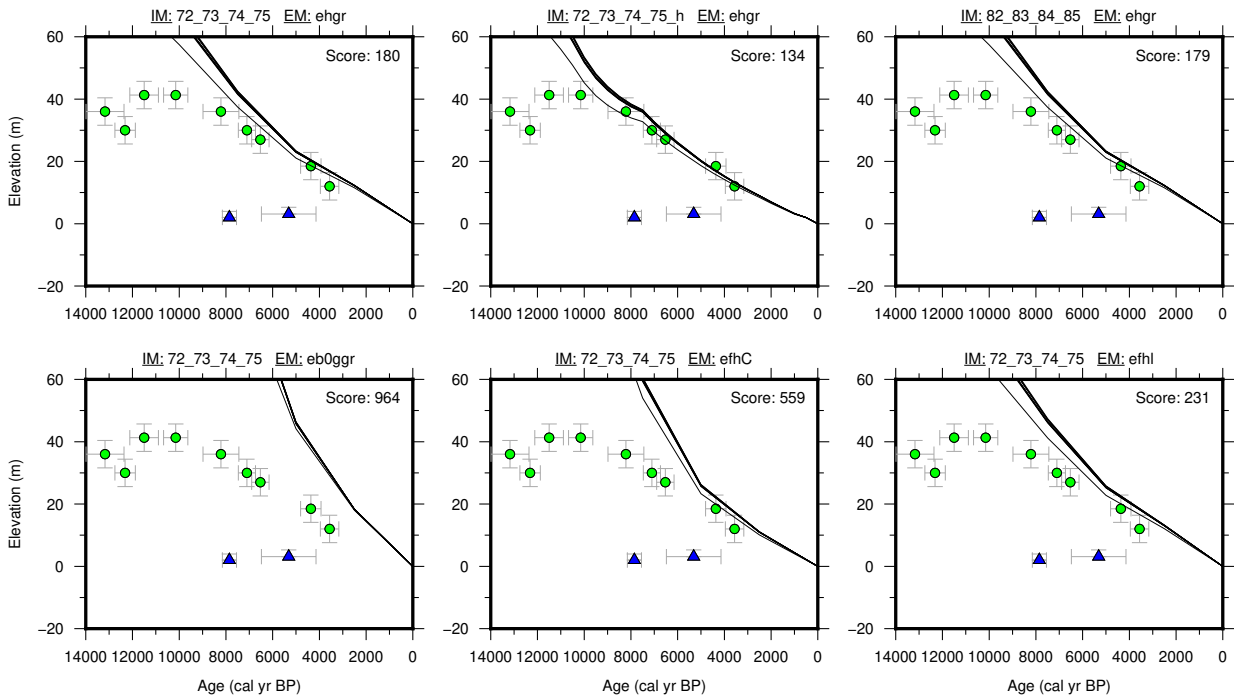 IM: 72_73_74_75 EM: ehgr
IM: 72_73_74_75_h EM: ehgr
IM: 82_83_84_85 EM: ehgr
60
40
20
0
−20
Elevation (m)
Score: 180
14000 12000 10000 8000 6000 4000 2000 0
60
40
20
0
−20
Score: 134
14000 12000 10000 8000 6000 4000 2000 0
60
40
20
0
−20
Score: 179
14000 12000 10000 8000 6000 4000 2000 0
IM: 72_73_74_75 EM: eb0ggr
IM: 72_73_74_75 EM: efhC
IM: 72_73_74_75 EM: efhI
60
40
20
0
−20
Elevation (m)
Score: 964
14000 12000 10000 8000 6000 4000 2000 0
Age (cal yr BP)
60
40
20
0
−20
Score: 559
14000 12000 10000 8000 6000 4000 2000 0
Age (cal yr BP)
60
40
20
0
−20
Score: 231
14000 12000 10000 8000 6000 4000 2000 0
Age (cal yr BP)